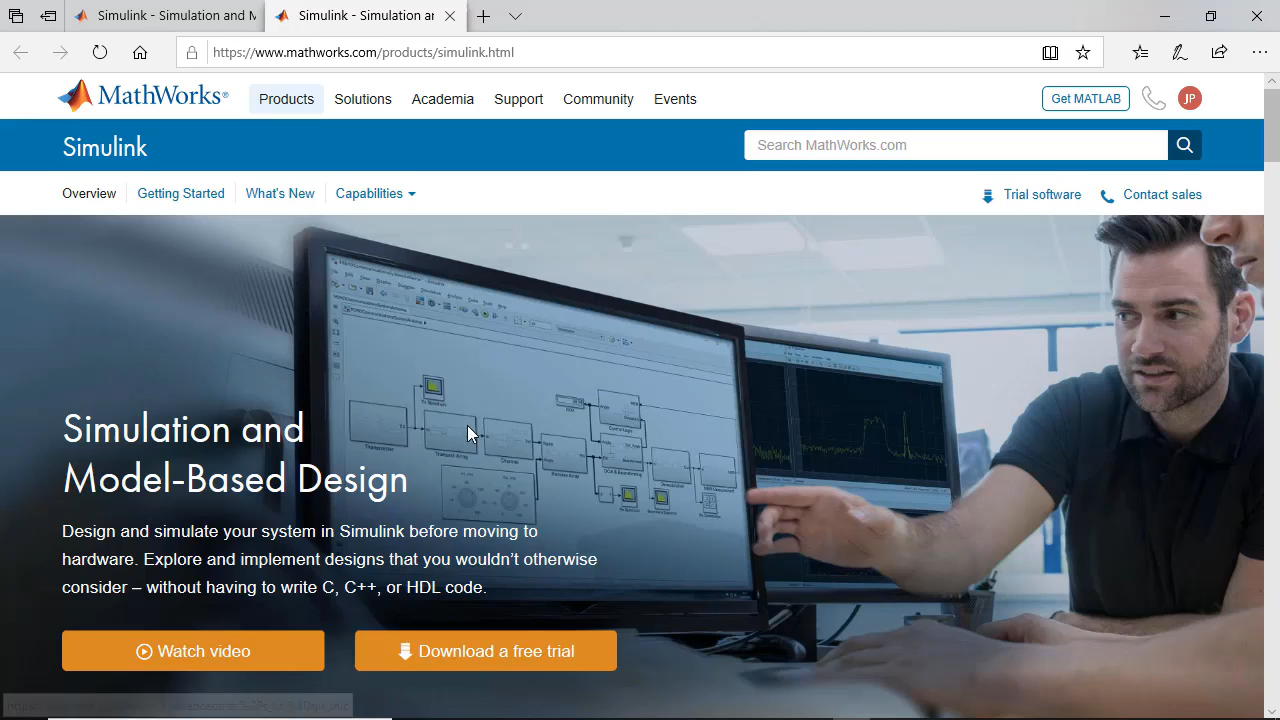 Simulink - Simulation and M
Simulink - Simulation ar
https://www.mathworks.com/products/simulink.html
MathWorks®
Products
Solutions
Academia
Support
Community
Events
Get MATLAB
JP
Simulink
Search MathWorks.com
Overview
Getting Started
What's New
Capabilities
Trial software
Contact sales
Simulation and
Model-Based Design
Design and simulate your system in Simulink before moving to
hardware. Explore and implement designs that you wouldn’t otherwise
consider – without having to write C, C++, or HDL code.
Watch video
Download a free trial